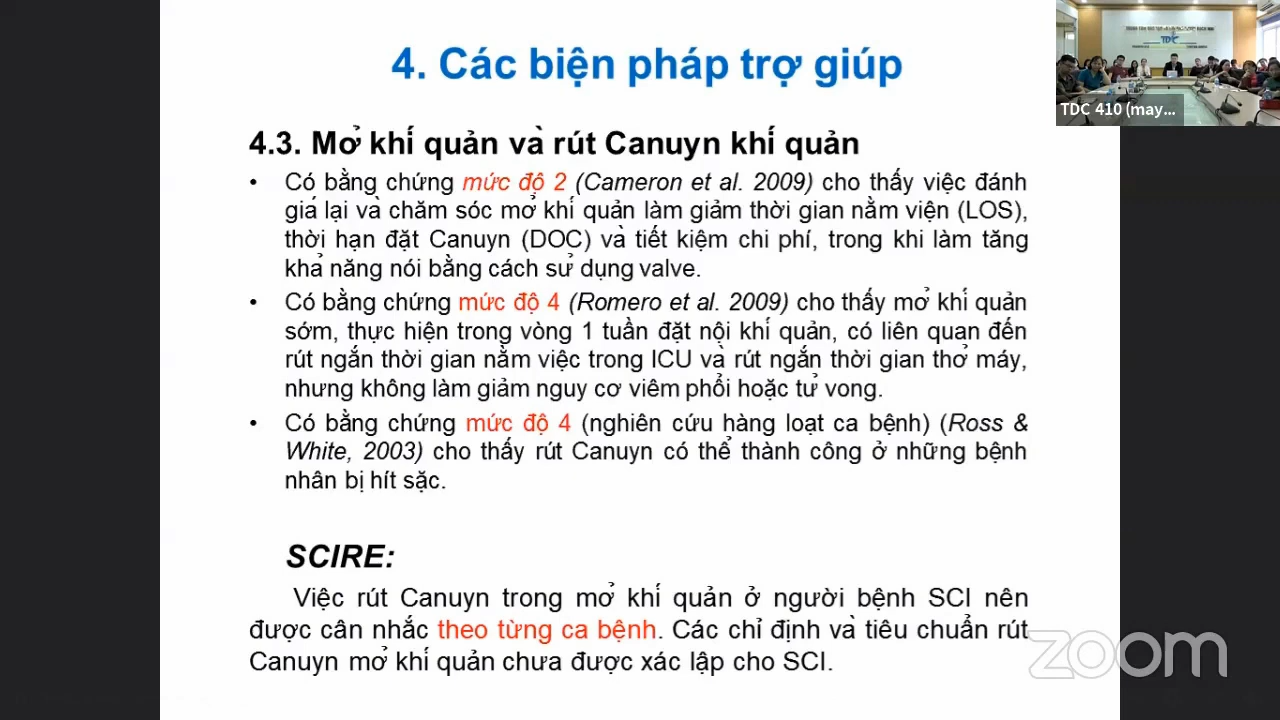 4. Các biện pháp trợ giúp
TDC
TDC 410 (may...
4.3. Mở khí quản và rút Canuyn khí quản
• Có bằng chứng mức độ 2 (Cameron et al. 2009) cho thấy việc đánh
giá lại và chăm sóc mở khí quản làm giảm thời gian nằm viện (LOS),
thời hạn đặt Canuyn (DOC) và tiết kiệm chi phí, trong khi làm tăng
khả năng nói bằng cách sử dụng valve.
• Có bằng chứng mức độ 4 (Romero et al. 2009) cho thấy mở khí quản
sớm, thực hiện trong vòng 1 tuần đặt nội khí quản, có liên quan đến
rút ngắn thời gian nằm việc trong ICU và rút ngắn thời gian thở máy,
nhưng không làm giảm nguy cơ viêm phổi hoặc tử vong.
• Có bằng chứng mức độ 4 (nghiên cứu hàng loạt ca bệnh) (Ross &
White, 2003) cho thấy rút Canuyn có thể thành công ở những bệnh
nhân bị hít sặc.
SCIRE:
Việc rút Canuyn trong mở khí quản ở người bệnh SCI nên
được cân nhắc theo từng ca bệnh. Các chỉ định và tiêu chuẩn rút
Canuyn mở khí quản chưa được xác lập cho SCI.
zoom